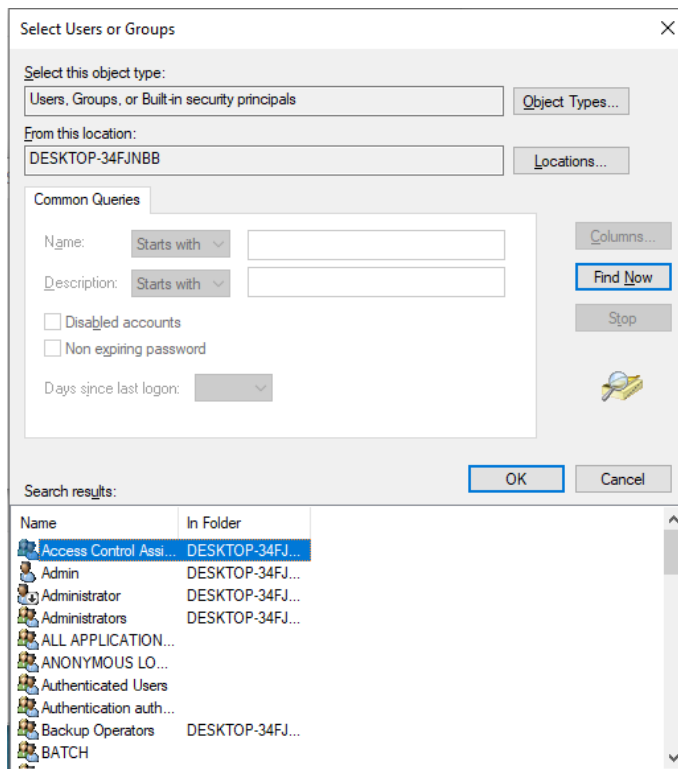 Select Users or Groups
Select this object type:
Users, Groups, or Built-in security principals
Object Types...
From this location:
DESKTOP-34FJNBB
Locations...
Common Queries
Name: Starts with
Columns...
Description: Starts with
Find Now
Disabled accounts
Stop
Non expiring password
Days since last logon:
OK Cancel
Search results:
Name In Folder
Access Control Assi... DESKTOP-34FJ...
Admin DESKTOP-34FJ...
Administrator DESKTOP-34FJ...
Administrators DESKTOP-34FJ...
ALL APPLICATION...
ANONYMOUS LO...
Authenticated Users
Authentication auth...
Backup Operators DESKTOP-34FJ...
BATCH